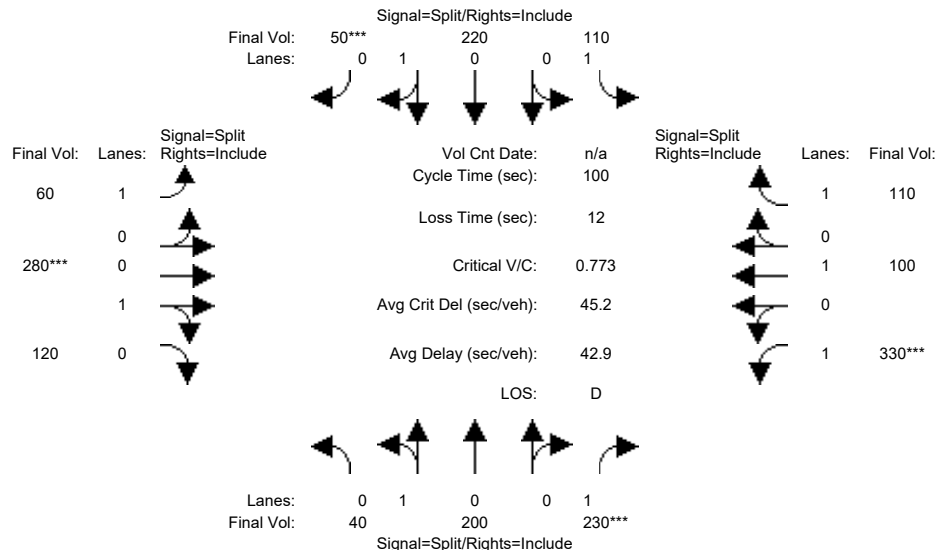 Signal=Split/Rights=Include
Final Vol: 50*** 220 110
Lanes: 0 1 0 0 1
Signal=Split
Final Vol: Lanes: Rights=Include
Vol Cnt Date: n/a
Signal=Split
Rights=Include Lanes: Final Vol:
Cycle Time (sec): 100
60 1
1 110
Loss Time (sec): 12
0
0
280*** 0
Critical V/C: 0.773
1 100
1
Avg Crit Del (sec/veh): 45.2
0
120 0
Avg Delay (sec/veh): 42.9
1 330***
LOS: D
Lanes: 0 1 0 0 1
Final Vol: 40 200 230***
Signal=Split/Rights=Include